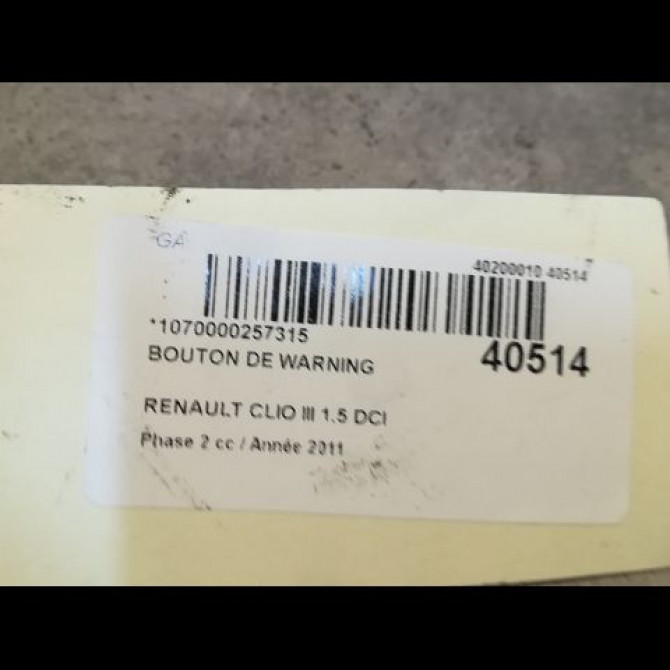 GA
40200010 40514
*1070000257315
40514
BOUTON DE WARNING
RENAULT CLIO III 1.5 DCI
Phase 2 cc / Année 2011